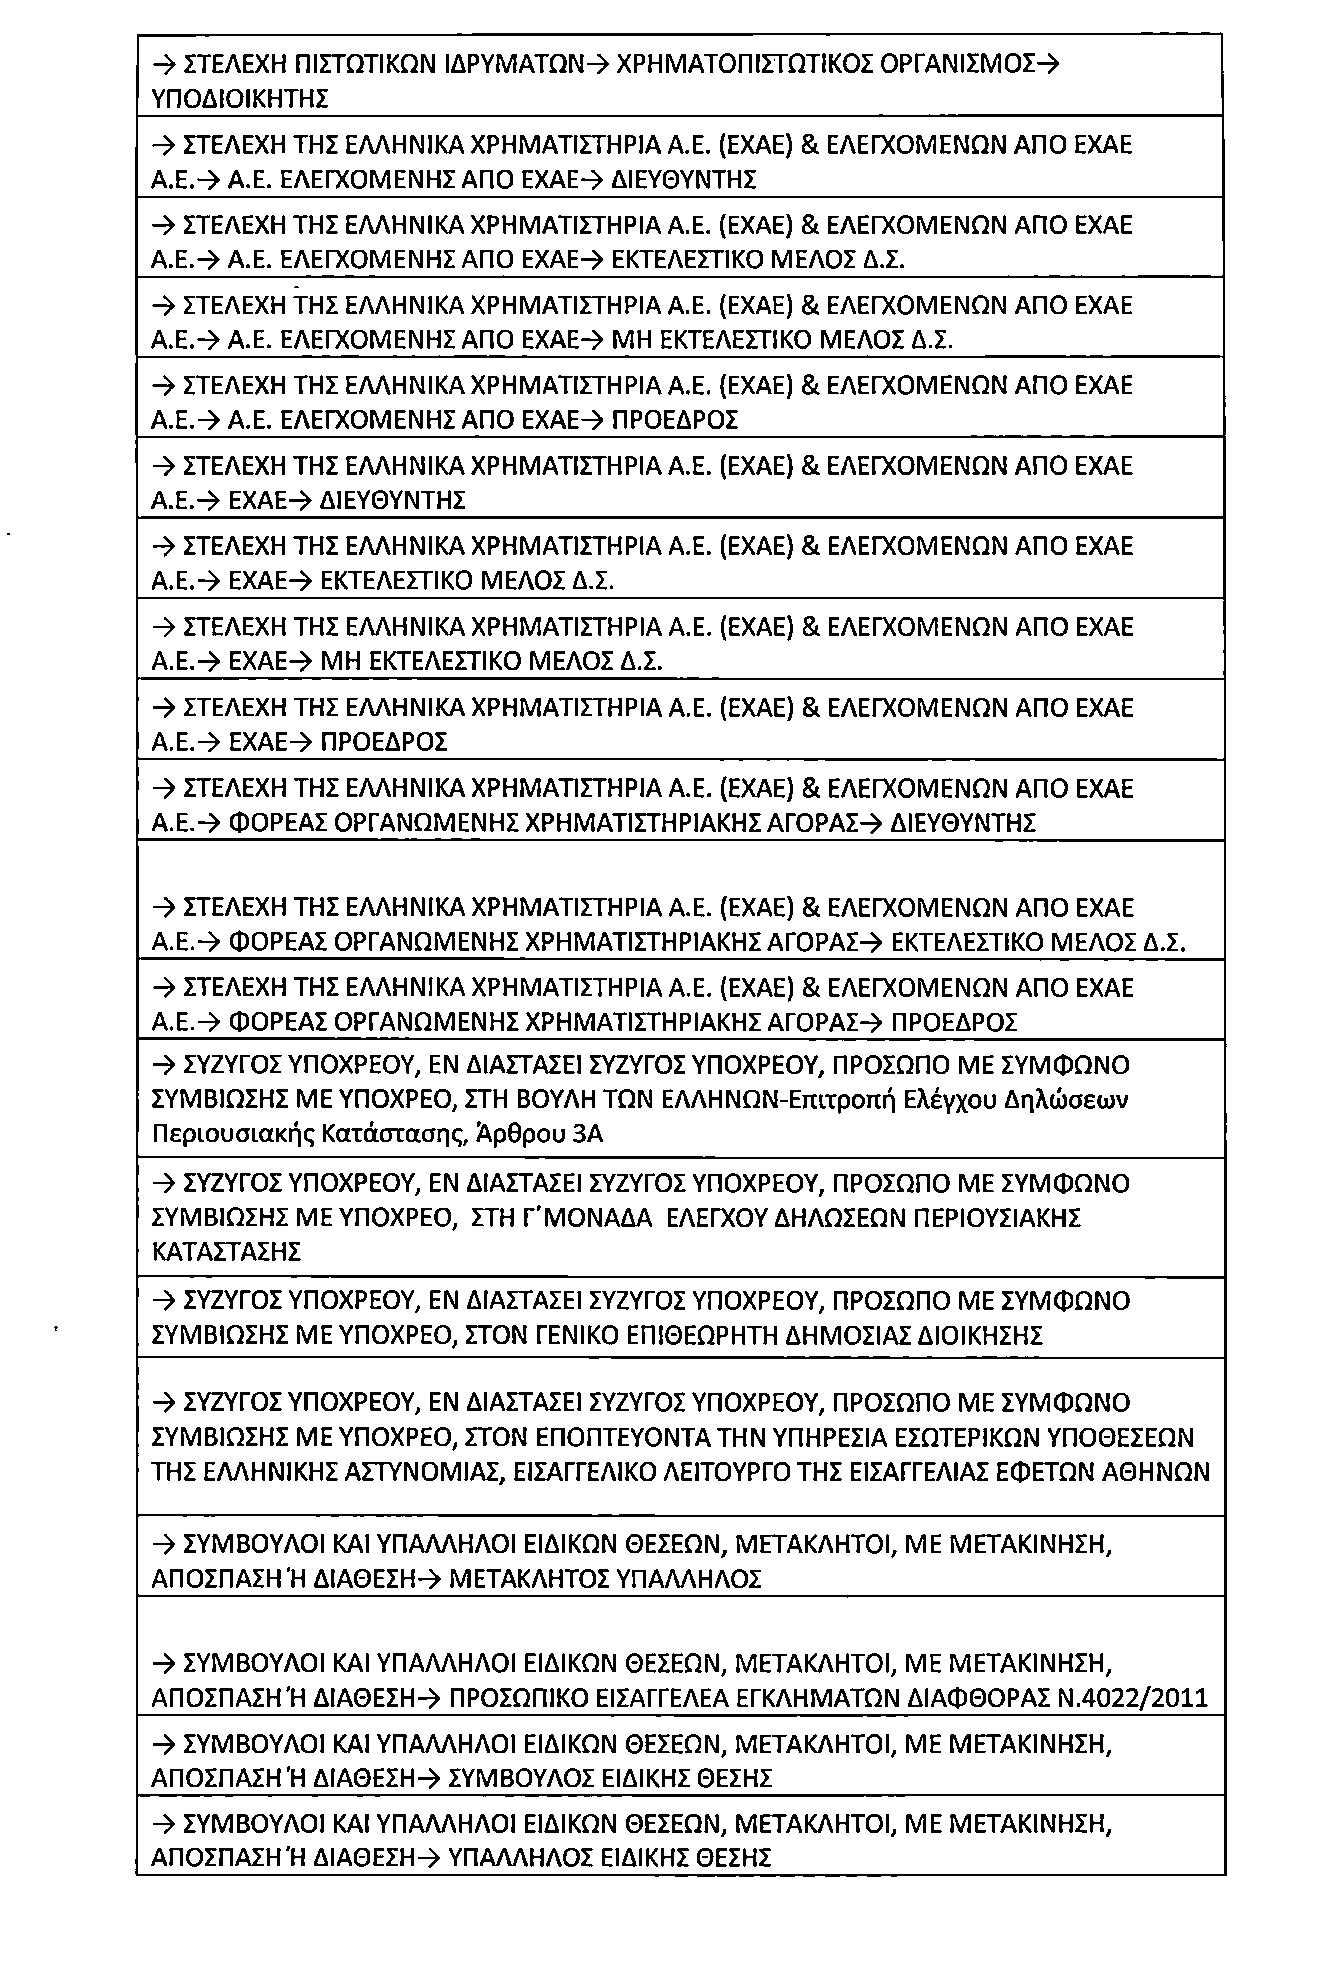 → ΣΤΕΛΕΧΗ ΠΙΣΤΩΤΙΚΩΝ ΙΔΡΥΜΑΤΩΝ→ ΧΡΗΜΑΤΟΠΙΣΤΩΤΙΚΟΣ ΟΡΓΑΝΙΣΜΟΣ→
ΥΠΟΔΙΟΙΚΗΤΗΣ
→ ΣΤΕΛΕΧΗ ΤΗΣ ΕΛΛΗΝΙΚΑ ΧΡΗΜΑΤΙΣΤΗΡΙΑ Α.Ε. (ΕΧΑΕ) & ΕΛΕΓΧΟΜΕΝΩΝ ΑΠΟ ΕΧΑΕ
Α.Ε.→ Α.Ε. ΕΛΕΓΧΟΜΕΝΗΣ ΑΠΟ ΕΧΑΕ→ ΔΙΕΥΘΥΝΤΗΣ
→ ΣΤΕΛΕΧΗ ΤΗΣ ΕΛΛΗΝΙΚΑ ΧΡΗΜΑΤΙΣΤΗΡΙΑ Α.Ε. (ΕΧΑΕ) & ΕΛΕΓΧΟΜΕΝΩΝ ΑΠΟ ΕΧΑΕ
Α.Ε.→ Α.Ε. ΕΛΕΓΧΟΜΕΝΗΣ ΑΠΟ ΕΧΑΕ→ ΕΚΤΕΛΕΣΤΙΚΟ ΜΕΛΟΣ Δ.Σ.
→ ΣΤΕΛΕΧΗ ΤΗΣ ΕΛΛΗΝΙΚΑ ΧΡΗΜΑΤΙΣΤΗΡΙΑ Α.Ε. (ΕΧΑΕ) & ΕΛΕΓΧΟΜΕΝΩΝ ΑΠΟ ΕΧΑΕ
Α.Ε.→ Α.Ε. ΕΛΕΓΧΟΜΕΝΗΣ ΑΠΟ ΕΧΑΕ→ ΜΗ ΕΚΤΕΛΕΣΤΙΚΟ ΜΕΛΟΣ Δ.Σ.
→ ΣΤΕΛΕΧΗ ΤΗΣ ΕΛΛΗΝΙΚΑ ΧΡΗΜΑΤΙΣΤΗΡΙΑ Α.Ε. (ΕΧΑΕ) & ΕΛΕΓΧΟΜΕΝΩΝ ΑΠΟ ΕΧΑΕ
Α.Ε.→ Α.Ε. ΕΛΕΓΧΟΜΕΝΗΣ ΑΠΟ ΕΧΑΕ→ ΠΡΟΕΔΡΟΣ
→ ΣΤΕΛΕΧΗ ΤΗΣ ΕΛΛΗΝΙΚΑ ΧΡΗΜΑΤΙΣΤΗΡΙΑ Α.Ε. (ΕΧΑΕ) & ΕΛΕΓΧΟΜΕΝΩΝ ΑΠΟ ΕΧΑΕ
Α.Ε.→ ΕΧΑΕ→ ΔΙΕΥΘΥΝΤΗΣ
→ ΣΤΕΛΕΧΗ ΤΗΣ ΕΛΛΗΝΙΚΑ ΧΡΗΜΑΤΙΣΤΗΡΙΑ Α.Ε. (ΕΧΑΕ) & ΕΛΕΓΧΟΜΕΝΩΝ ΑΠΟ ΕΧΑΕ
Α.Ε.→ ΕΧΑΕ→ ΕΚΤΕΛΕΣΤΙΚΟ ΜΕΛΟΣ Δ.Σ.
→ ΣΤΕΛΕΧΗ ΤΗΣ ΕΛΛΗΝΙΚΑ ΧΡΗΜΑΤΙΣΤΗΡΙΑ Α.Ε. (ΕΧΑΕ) & ΕΛΕΓΧΟΜΕΝΩΝ ΑΠΟ ΕΧΑΕ
Α.Ε.→ ΕΧΑΕ→ ΜΗ ΕΚΤΕΛΕΣΤΙΚΟ ΜΕΛΟΣ Δ.Σ.
→ ΣΤΕΛΕΧΗ ΤΗΣ ΕΛΛΗΝΙΚΑ ΧΡΗΜΑΤΙΣΤΗΡΙΑ Α.Ε. (ΕΧΑΕ) & ΕΛΕΓΧΟΜΕΝΩΝ ΑΠΟ ΕΧΑΕ
Α.Ε.→ ΕΧΑΕ→ ΠΡΟΕΔΡΟΣ
→ ΣΤΕΛΕΧΗ ΤΗΣ ΕΛΛΗΝΙΚΑ ΧΡΗΜΑΤΙΣΤΗΡΙΑ Α.Ε. (ΕΧΑΕ) & ΕΛΕΓΧΟΜΕΝΩΝ ΑΠΟ ΕΧΑΕ
Α.Ε.→ ΦΟΡΕΑΣ ΟΡΓΑΝΩΜΕΝΗΣ ΧΡΗΜΑΤΙΣΤΗΡΙΑΚΗΣ ΑΓΟΡΑΣ→ ΔΙΕΥΘΥΝΤΗΣ
→ ΣΤΕΛΕΧΗ ΤΗΣ ΕΛΛΗΝΙΚΑ ΧΡΗΜΑΤΙΣΤΗΡΙΑ Α.Ε. (ΕΧΑΕ) & ΕΛΕΓΧΟΜΕΝΩΝ ΑΠΟ ΕΧΑΕ
Α.Ε.→ ΦΟΡΕΑΣ ΟΡΓΑΝΩΜΕΝΗΣ ΧΡΗΜΑΤΙΣΤΗΡΙΑΚΗΣ ΑΓΟΡΑΣ→ ΕΚΤΕΛΕΣΤΙΚΟ ΜΕΛΟΣ Δ.Σ.
→ ΣΤΕΛΕΧΗ ΤΗΣ ΕΛΛΗΝΙΚΑ ΧΡΗΜΑΤΙΣΤΗΡΙΑ Α.Ε. (ΕΧΑΕ) & ΕΛΕΓΧΟΜΕΝΩΝ ΑΠΟ ΕΧΑΕ
Α.Ε.→ ΦΟΡΕΑΣ ΟΡΓΑΝΩΜΕΝΗΣ ΧΡΗΜΑΤΙΣΤΗΡΙΑΚΗΣ ΑΓΟΡΑΣ→ ΠΡΟΕΔΡΟΣ
→ ΣΥΖΥΓΟΣ ΥΠΟΧΡΕΟΥ, ΕΝ ΔΙΑΣΤΑΣΕΙ ΣΥΖΥΓΟΣ ΥΠΟΧΡΕΟΥ, ΠΡΟΣΩΠΟ ΜΕ ΣΥΜΦΩΝΟ
ΣΥΜΒΙΩΣΗΣ ΜΕ ΥΠΟΧΡΕΟ, ΣΤΗ ΒΟΥΛΗ ΤΩΝ ΕΛΛΗΝΩΝ-Επιτροπή Ελέγχου Δηλώσεων
Περιουσιακής Κατάστασης, Άρθρου 3Α
→ ΣΥΖΥΓΟΣ ΥΠΟΧΡΕΟΥ, ΕΝ ΔΙΑΣΤΑΣΕΙ ΣΥΖΥΓΟΣ ΥΠΟΧΡΕΟΥ, ΠΡΟΣΩΠΟ ΜΕ ΣΥΜΦΩΝΟ
ΣΥΜΒΙΩΣΗΣ ΜΕ ΥΠΟΧΡΕΟ, ΣΤΗ Γ΄ΜΟΝΑΔΑ ΕΛΕΓΧΟΥ ΔΗΛΩΣΕΩΝ ΠΕΡΙΟΥΣΙΑΚΗΣ
ΚΑΤΑΣΤΑΣΗΣ
→ ΣΥΖΥΓΟΣ ΥΠΟΧΡΕΟΥ, ΕΝ ΔΙΑΣΤΑΣΕΙ ΣΥΖΥΓΟΣ ΥΠΟΧΡΕΟΥ, ΠΡΟΣΩΠΟ ΜΕ ΣΥΜΦΩΝΟ
ΣΥΜΒΙΩΣΗΣ ΜΕ ΥΠΟΧΡΕΟ, ΣΤΟΝ ΓΕΝΙΚΟ ΕΠΙΘΕΩΡΗΤΗ ΔΗΜΟΣΙΑΣ ΔΙΟΙΚΗΣΗΣ
→ ΣΥΖΥΓΟΣ ΥΠΟΧΡΕΟΥ, ΕΝ ΔΙΑΣΤΑΣΕΙ ΣΥΖΥΓΟΣ ΥΠΟΧΡΕΟΥ, ΠΡΟΣΩΠΟ ΜΕ ΣΥΜΦΩΝΟ
ΣΥΜΒΙΩΣΗΣ ΜΕ ΥΠΟΧΡΕΟ, ΣΤΟΝ ΕΠΟΠΤΕΥΟΝΤΑ ΤΗΝ ΥΠΗΡΕΣΙΑ ΕΣΩΤΕΡΙΚΩΝ ΥΠΟΘΕΣΕΩΝ
ΤΗΣ ΕΛΛΗΝΙΚΗΣ ΑΣΤΥΝΟΜΙΑΣ, ΕΙΣΑΓΓΕΛΙΚΟ ΛΕΙΤΟΥΡΓΟ ΤΗΣ ΕΙΣΑΓΓΕΛΙΑΣ ΕΦΕΤΩΝ ΑΘΗΝΩΝ
→ ΣΥΜΒΟΥΛΟΙ ΚΑΙ ΥΠΑΛΛΗΛΟΙ ΕΙΔΙΚΩΝ ΘΕΣΕΩΝ, ΜΕΤΑΚΛΗΤΟΙ, ΜΕ ΜΕΤΑΚΙΝΗΣΗ,
ΑΠΟΣΠΑΣΗ Ή ΔΙΑΘΕΣΗ→ ΜΕΤΑΚΛΗΤΟΣ ΥΠΑΛΛΗΛΟΣ
→ ΣΥΜΒΟΥΛΟΙ ΚΑΙ ΥΠΑΛΛΗΛΟΙ ΕΙΔΙΚΩΝ ΘΕΣΕΩΝ, ΜΕΤΑΚΛΗΤΟΙ, ΜΕ ΜΕΤΑΚΙΝΗΣΗ,
ΑΠΟΣΠΑΣΗ Ή ΔΙΑΘΕΣΗ→ ΠΡΟΣΩΠΙΚΟ ΕΙΣΑΓΓΕΛΕΑ ΕΓΚΛΗΜΑΤΩΝ ΔΙΑΦΘΟΡΑΣ Ν.4022/2011
→ ΣΥΜΒΟΥΛΟΙ ΚΑΙ ΥΠΑΛΛΗΛΟΙ ΕΙΔΙΚΩΝ ΘΕΣΕΩΝ, ΜΕΤΑΚΛΗΤΟΙ, ΜΕ ΜΕΤΑΚΙΝΗΣΗ,
ΑΠΟΣΠΑΣΗ Ή ΔΙΑΘΕΣΗ→ ΣΥΜΒΟΥΛΟΣ ΕΙΔΙΚΗΣ ΘΕΣΗΣ
→ ΣΥΜΒΟΥΛΟΙ ΚΑΙ ΥΠΑΛΛΗΛΟΙ ΕΙΔΙΚΩΝ ΘΕΣΕΩΝ, ΜΕΤΑΚΛΗΤΟΙ, ΜΕ ΜΕΤΑΚΙΝΗΣΗ,
ΑΠΟΣΠΑΣΗ Ή ΔΙΑΘΕΣΗ→ ΥΠΑΛΛΗΛΟΣ ΕΙΔΙΚΗΣ ΘΕΣΗΣ